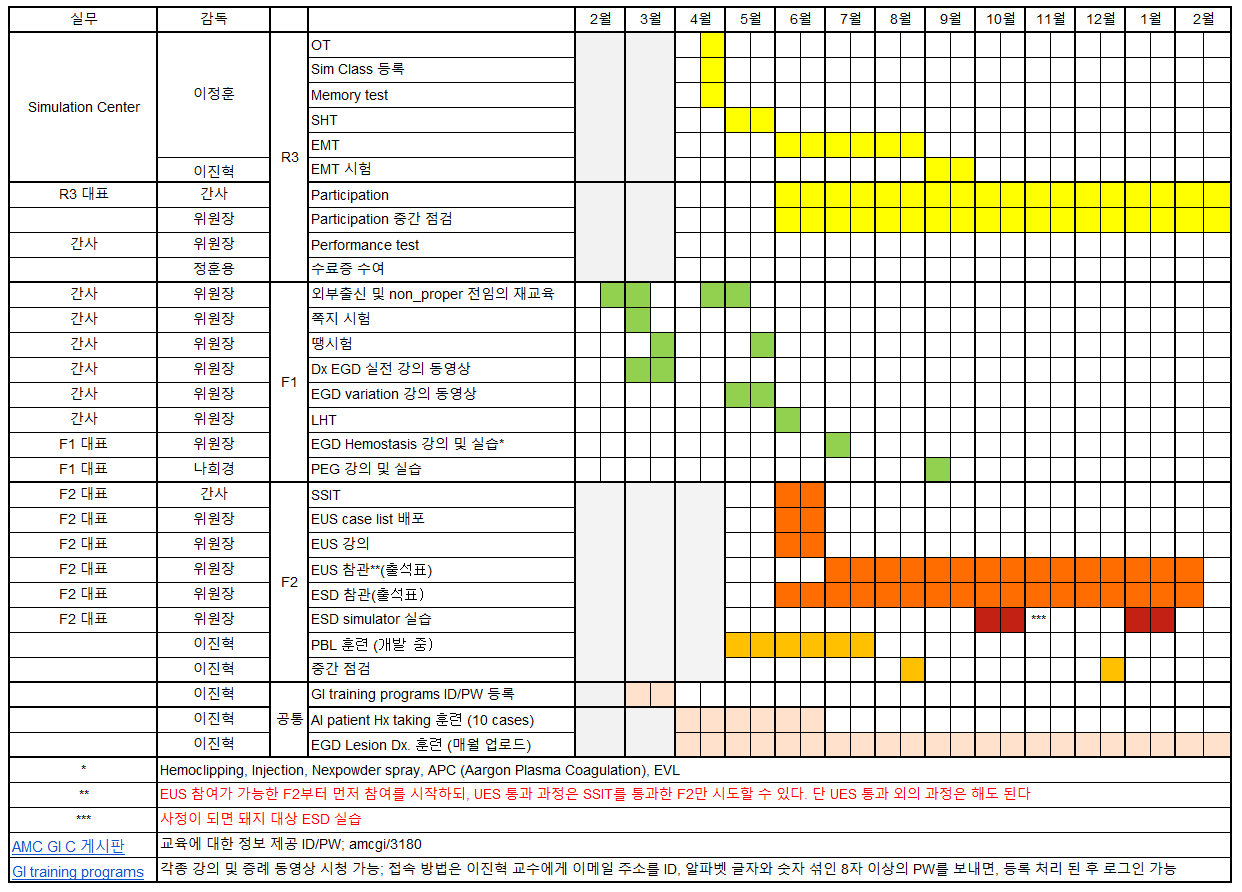 실무 감독 2월 3월 4월 5월 6월 7월 8월 9월 10월 11월 12월 1월 2월
Simulation Center 이정훈 R3 OT
Sim Class 등록
Memory test
SHT
EMT
이진혁 EMT 시험
R3 대표 간사 Participation
위원장 Participation 중간 점검
간사 위원장 Performance test
정훈용 수료증 수여
간사 위원장 F1 외부출신 및 non_proper 전임의 재교육
간사 위원장 쪽지 시험
간사 위원장 땡시험
간사 위원장 Dx EGD 실전 강의 동영상
간사 위원장 EGD variation 강의 동영상
간사 위원장 LHT
F1 대표 위원장 EGD Hemostasis 강의 및 실습*
F1 대표 나희경 PEG 강의 및 실습
F2 대표 간사 F2 SSIT
F2 대표 위원장 EUS case list 배포
F2 대표 위원장 EUS 강의
F2 대표 위원장 EUS 참관**(출석표)
F2 대표 위원장 ESD 참관(출석표)
F2 대표 위원장 ESD simulator 실습 ***
이진혁 PBL 훈련 (개발 중)
이진혁 중간 점검
이진혁 공통 GI training programs ID/PW 등록
이진혁 AI patient Hx taking 훈련 (10 cases)
이진혁 EGD Lesion Dx. 훈련 (매월 업로드)
* Hemoclipping, Injection, Nexpowder spray, APC (Aargon Plasma Coagulation), EVL
** EUS 참여가 가능한 F2부터 먼저 참여를 시작하되, UES 통과 과정은 SSIT를 통과한 F2만 시도할 수 있다. 단 UES 통과 외의 과정은 해도 된다
*** 사정이 되면 돼지 대상 ESD 실습
AMC GI C 게시판 교육에 대한 정보 제공 ID/PW; amcgi/3180
GI training programs 각종 강의 및 증례 동영상 시청 가능; 접속 방법은 이진혁 교수에게 이메일 주소를 ID, 알파벳 글자와 숫자 섞인 8자 이상의 PW를 보내면, 등록 처리 된 후 로그인 가능